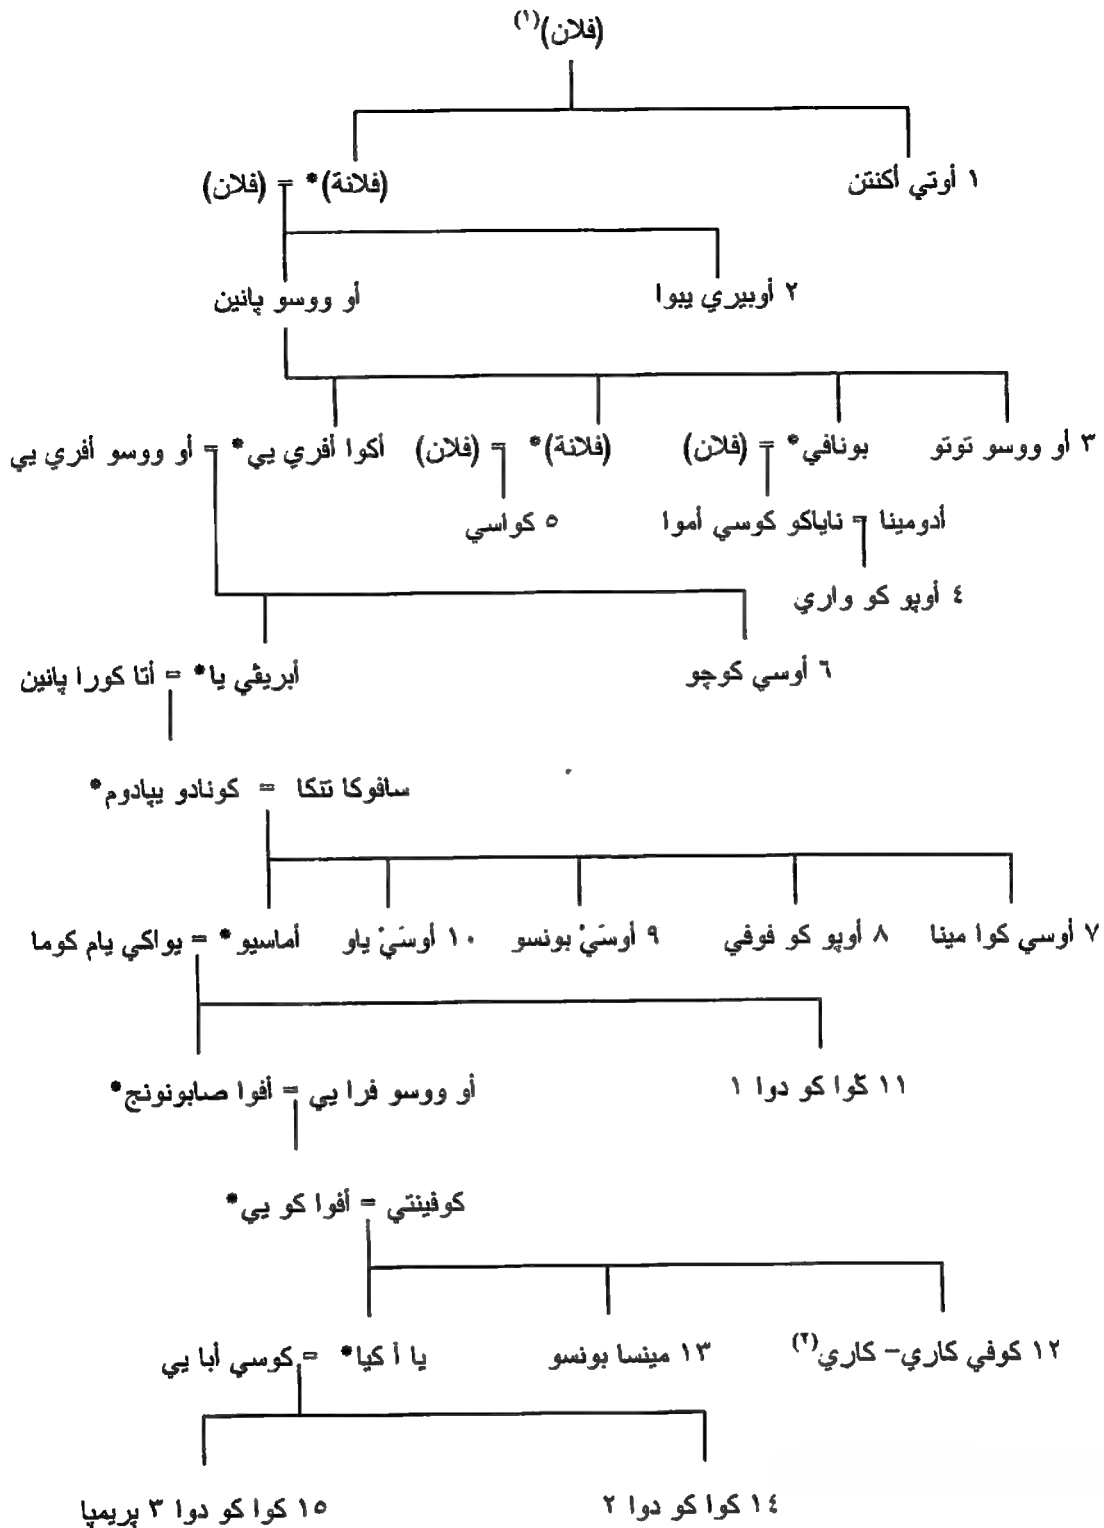 (فلان)(١)
١ أوتي أكنتن (فلانة)* = (فلان)
٢ أوبيري يبوا أو ووسو پانين
٣ أو ووسو توتو بونافي* = (فلان) (فلانة)* = (فلان) أكوا أفري يي* = أو ووسو أفري يي
أدومينا = ناياكو كوسي أموا ٥ كواسي
٤ أوپو كو واري
٦ أوسي كوچو أبريڤي يا* = أتا كورا پانين
سافوكا نتكا = كونادو يپادوم*
٧ أوسي كوا مينا ٨ أوپو كو فوفي ٩ أوسَيْ بونسو ١٠ أوسَيْ ياو أماسيو* = يواكي يام كوما
١١ كوا كو دوا ١ أو ووسو فرا يي = أفوا صابونونج*
كوفينتي = أفوا كو يي*
١٢ كوفي كاري- كاري(٢) ١٣ مينسا بونسو يا أ كيا* = كوسي أبا يي
١٤ كوا كو دوا ٢ ١٥ كوا كو دوا ٣ پريمپا